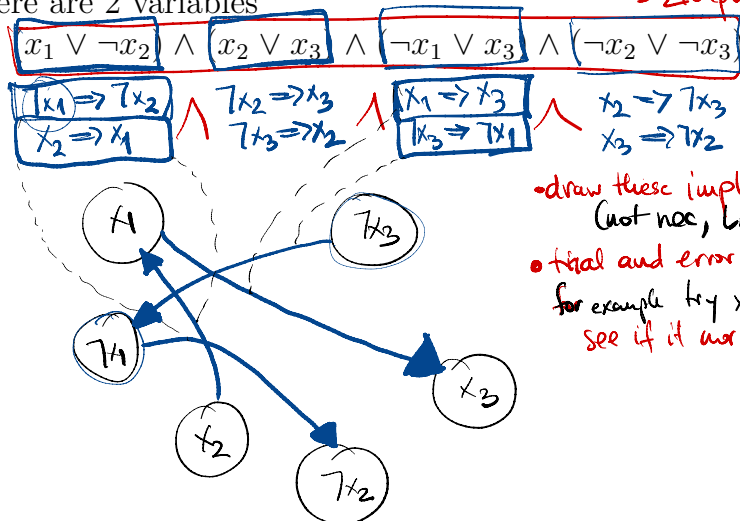 ere are 2 variables
(x₁ ∨ ¬x₂) ∧ (x₂ ∨ x₃) ∧ (¬x₁ ∨ x₃) ∧ (¬x₂ ∨ ¬x₃)
¬x₁ ⇒ ¬x₂ ∧ ¬x₂ ⇒ x₃ ∧ x₁ ⇒ x₃ ∧ x₂ ⇒ ¬x₃
x₂ ⇒ x₁ ¬x₃ ⇒ x₂ ¬x₃ ⇒ ¬x₁ x₃ ⇒ ¬x₂
• draw these impl
(not nec,
• trial and error
for example try
see if it wor
x₁
¬x₃
¬x₁
x₃
x₂
¬x₂